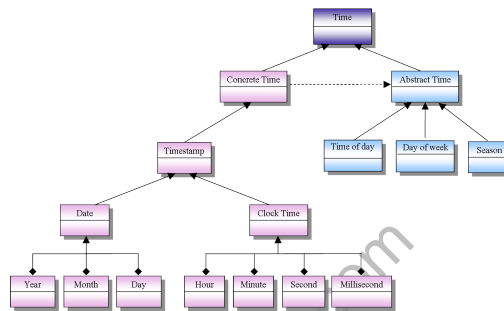 Time
Concrete Time
Abstract Time
Timestamp
Time of day
Day of week
Season
Date
Clock Time
Year
Month
Day
Hour
Minute
Second
Millisecond